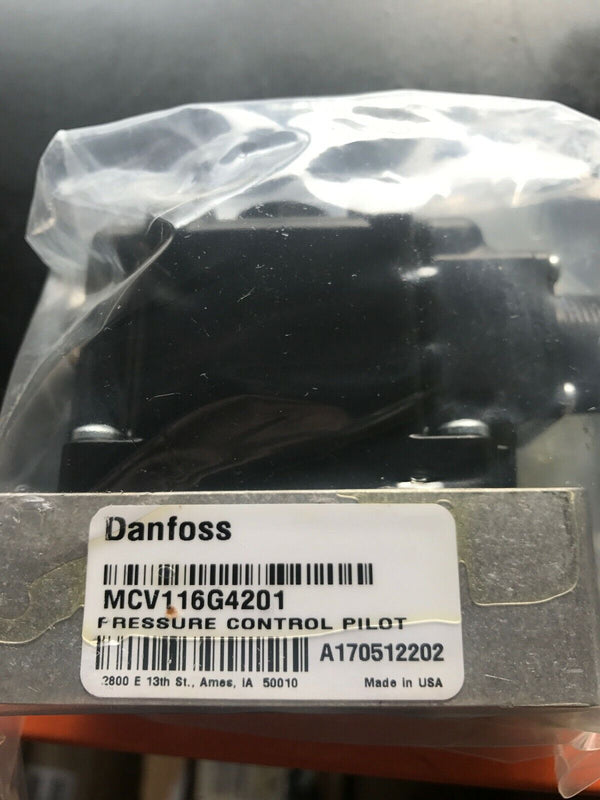 Danfoss
MCV116G4201
PRESSURE CONTROL PILOT
A170512202
2800 E 13th St., Ames, IA 50010
Made in USA